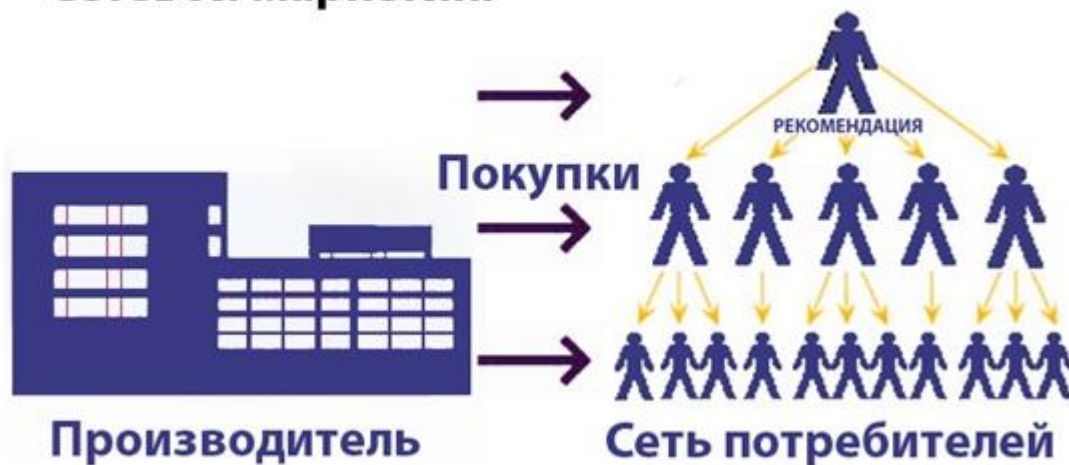 РЕКОМЕНДАЦИЯ
Покупки
Производитель
Сеть потребителей